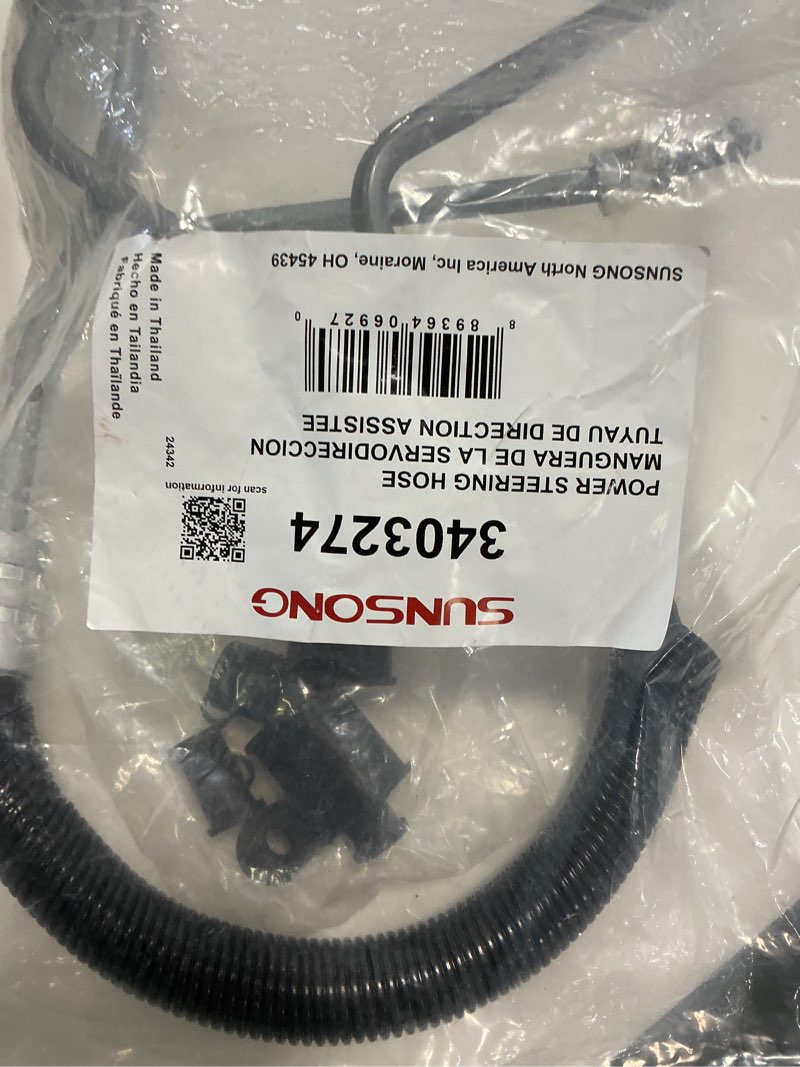 SUNSONG
3403274
scan for information
POWER STEERING HOSE
MANGUERA DE LA SERVODIRECCION
TUYAU DE DIRECTION ASSISTEE
24342
8 89364 06927 0
SUNSONG North America Inc, Moraine, OH 45439
Made in Thailand
Hecho en Tailandia
Fabriqué en Thaïlande